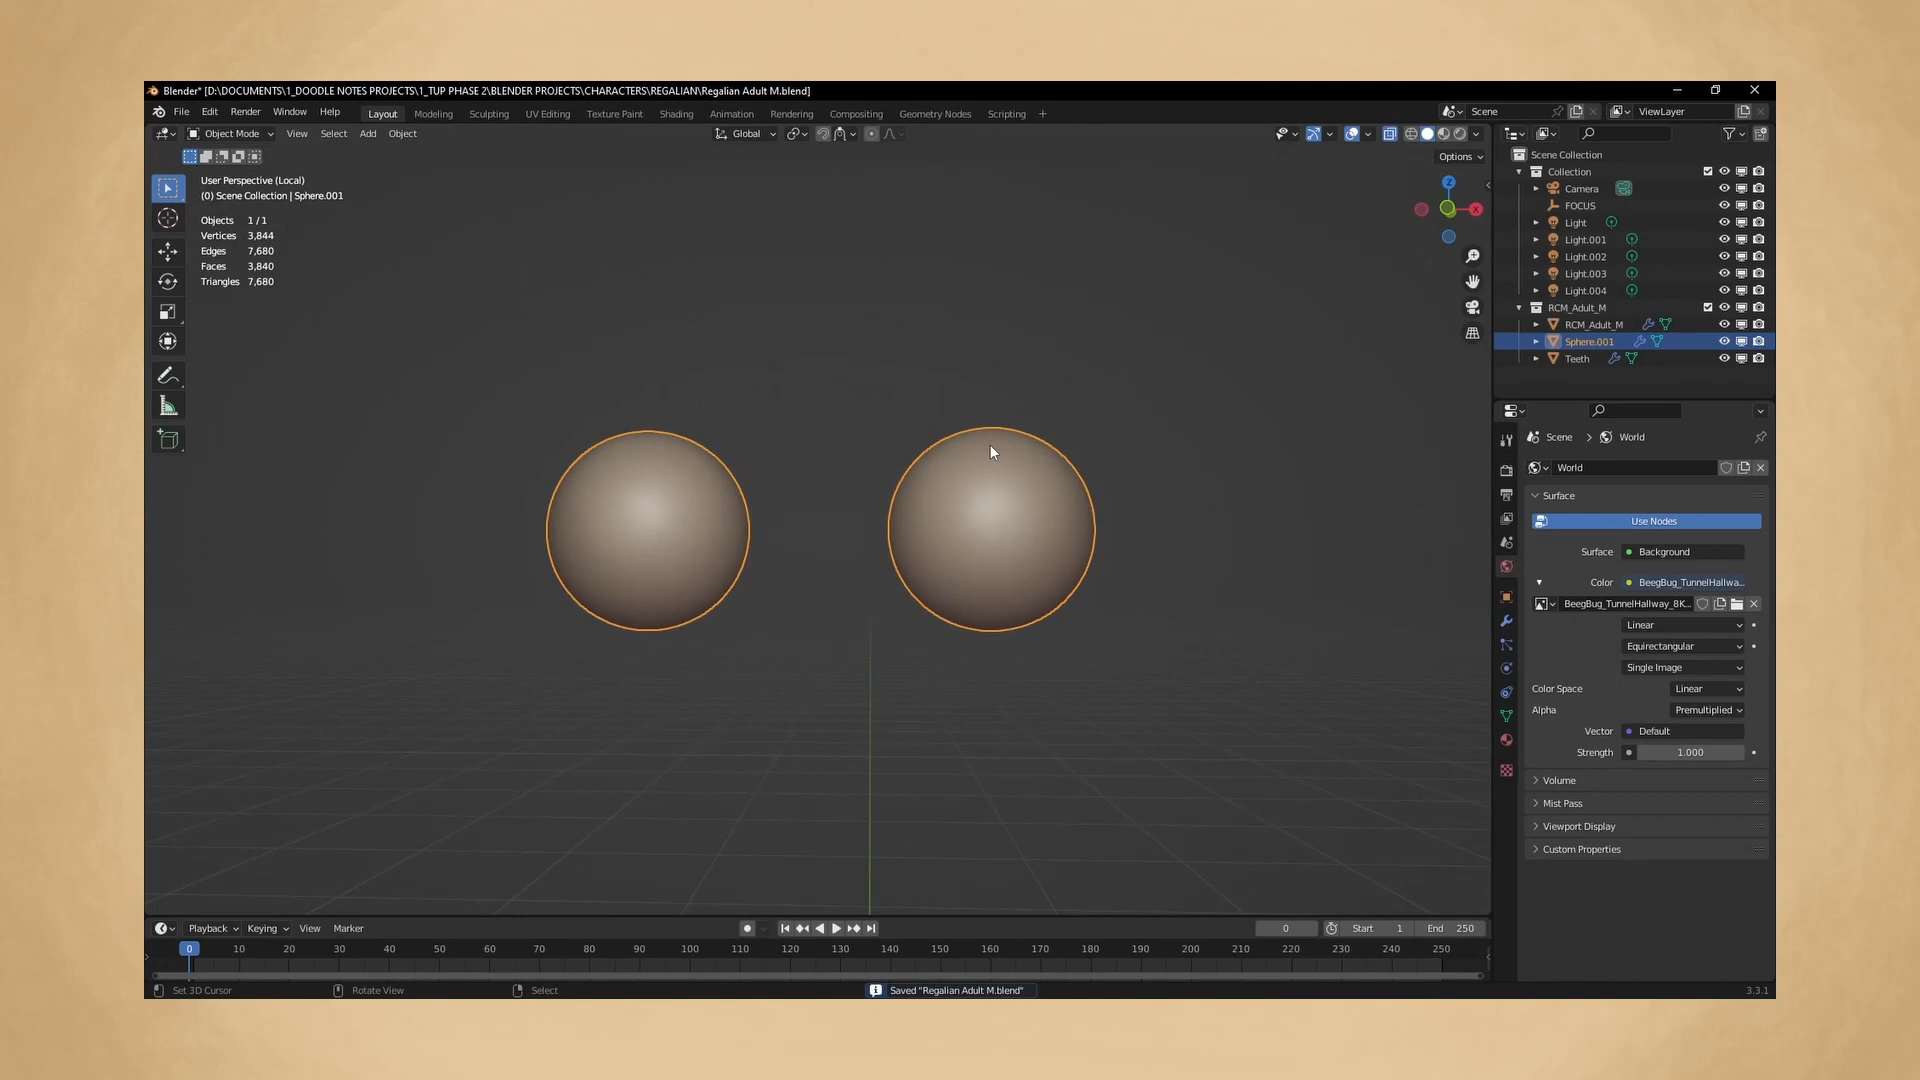 Blender* [D:\DOCUMENTS\1_DOODLE NOTES PROJECTS\1_TUP PHASE 2\BLENDER PROJECTS\CHARACTERS\REGALIAN\Regalian Adult M.blend]
File Edit Render Window Help Layout Modeling Sculpting UV Editing Texture Paint Shading Animation Rendering Compositing Geometry Nodes Scripting + Scene ViewLayer
Object Mode View Select Add Object Global
Options
User Perspective (Local)
(0) Scene Collection | Sphere.001
Objects 1 / 1
Vertices 3,844
Edges 7,680
Faces 3,840
Triangles 7,680
Z
X
Scene Collection
Collection
Camera
FOCUS
Light
Light.001
Light.002
Light.003
Light.004
RCM_Adult_M
RCM_Adult_M
Sphere.001
Teeth
Scene > World
World
Surface
Use Nodes
Surface Background
Color BeegBug_TunnelHallwa...
BeegBug_TunnelHallway_8K...
Linear
Equirectangular
Single Image
Color Space Linear
Alpha Premultiplied
Vector Default
Strength 1.000
Volume
Mist Pass
Viewport Display
Custom Properties
Playback Keying View Marker 0 Start 1 End 250
0 10 20 30 40 50 60 70 80 90 100 110 120 130 140 150 160 170 180 190 200 210 220 230 240 250
Set 3D Cursor Rotate View Select Saved "Regalian Adult M.blend" 3.3.1